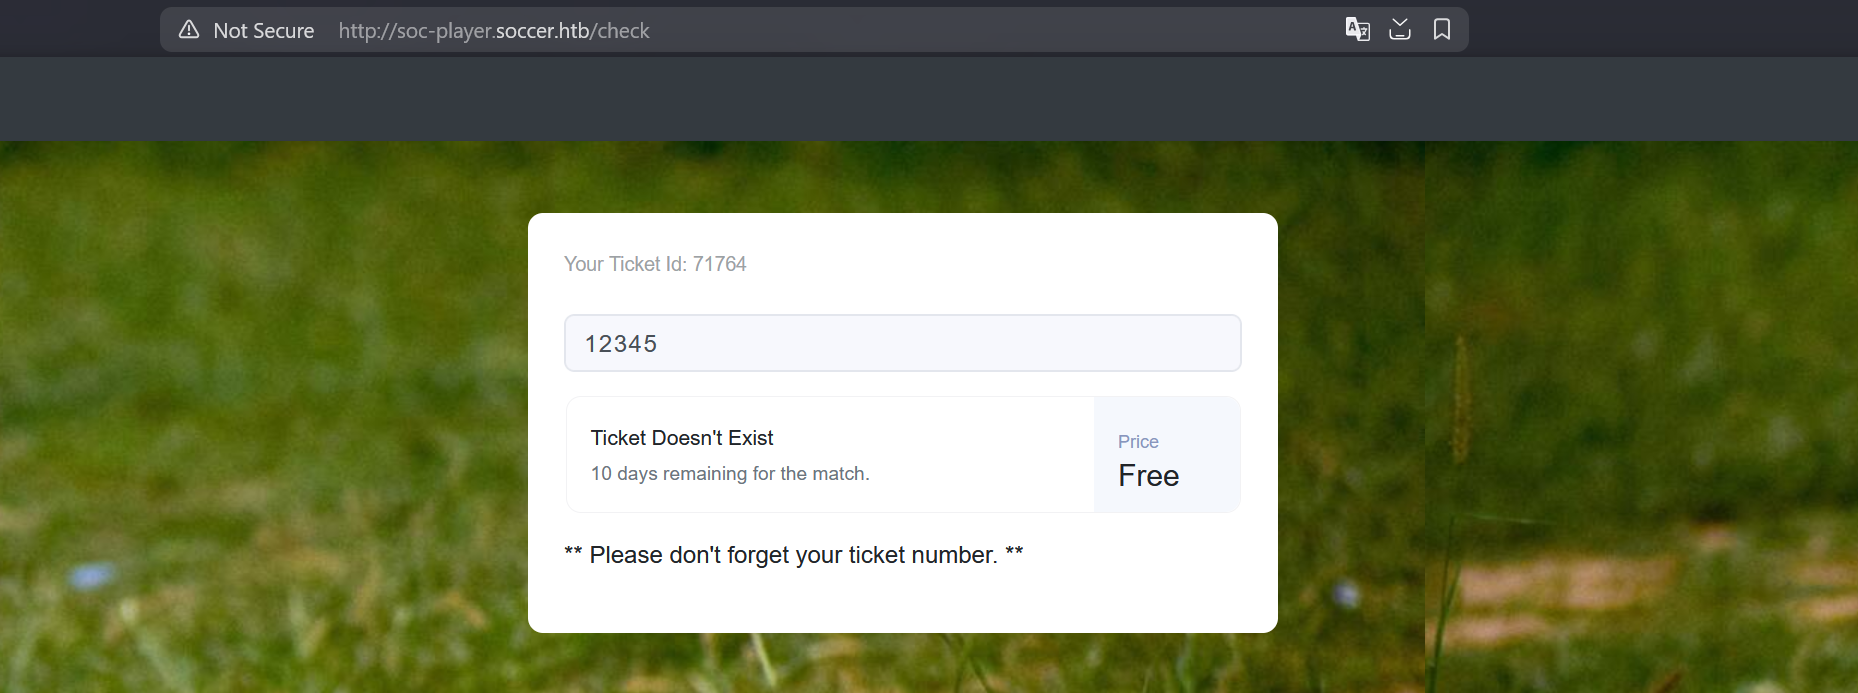 Not Secure http://soc-player.soccer.htb/check
Your Ticket Id: 71764
12345
Ticket Doesn't Exist
10 days remaining for the match.
Price
Free
** Please don't forget your ticket number. **